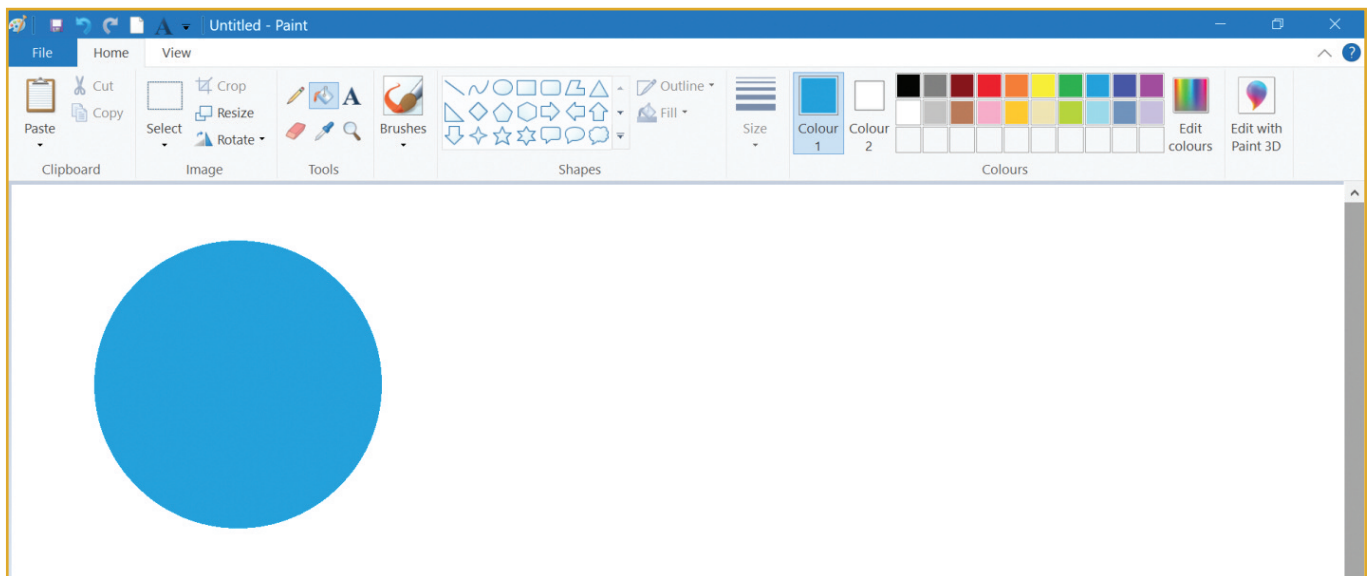 Untitled - Paint
File Home View
Cut
Copy
Paste
Clipboard
Select
Crop
Resize
Rotate
Image
A
Tools
Brushes
Shapes
Outline
Fill
Size
Colour
1
Colour
2
Edit
colours
Colours
Edit with
Paint 3D
?